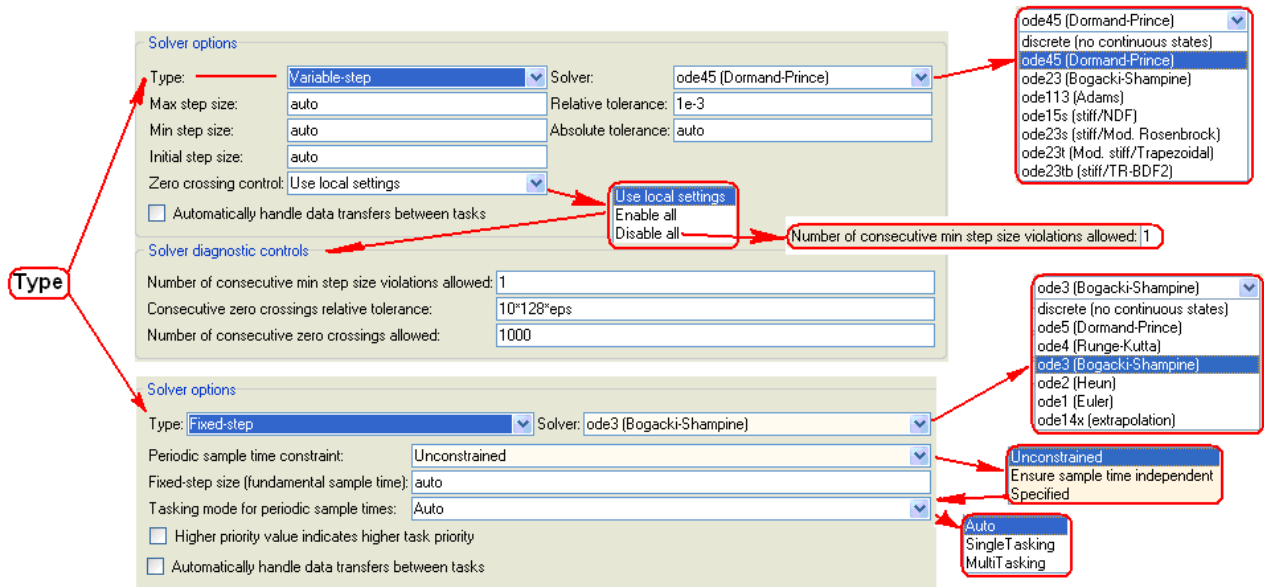 Solver options
Type: Variable-step Solver: ode45 (Dormand-Prince)
Max step size: auto Relative tolerance: 1e-3
Min step size: auto Absolute tolerance: auto
Initial step size: auto
Zero crossing control: Use local settings
Automatically handle data transfers between tasks
ode45 (Dormand-Prince)
discrete (no continuous states)
ode45 (Dormand-Prince)
ode23 (Bogacki-Shampine)
ode113 (Adams)
ode15s (stiff/NDF)
ode23s (stiff/Mod. Rosenbrock)
ode23t (Mod. stiff/Trapezoidal)
ode23tb (stiff/TR-BDF2)
Use local settings
Enable all
Disable all
Number of consecutive min step size violations allowed: 1
Solver diagnostic controls
Number of consecutive min step size violations allowed: 1
Consecutive zero crossings relative tolerance: 10*128*eps
Number of consecutive zero crossings allowed: 1000
Type
Solver options
Type: Fixed-step Solver: ode3 (Bogacki-Shampine)
Periodic sample time constraint: Unconstrained
Fixed-step size (fundamental sample time): auto
Tasking mode for periodic sample times: Auto
Higher priority value indicates higher task priority
Automatically handle data transfers between tasks
ode3 (Bogacki-Shampine)
discrete (no continuous states)
ode5 (Dormand-Prince)
ode4 (Runge-Kutta)
ode3 (Bogacki-Shampine)
ode2 (Heun)
ode1 (Euler)
ode14x (extrapolation)
Unconstrained
Ensure sample time independent
Specified
Auto
SingleTasking
MultiTasking